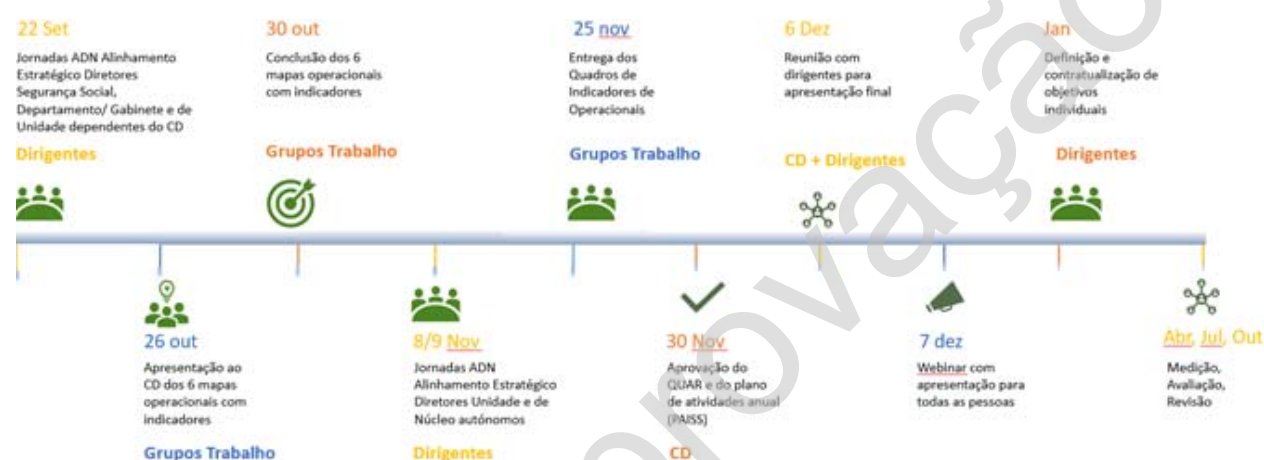 22 Set
Jornadas ADN Alinhamento
Estratégico Diretores
Segurança Social,
Departamento/ Gabinete e de
Unidade dependentes do CD
Dirigentes
30 out
Conclusão dos 6
mapas operacionais
com indicadores
Grupos Trabalho
25 nov
Entrega dos
Quadros de
Indicadores de
Operacionais
Grupos Trabalho
6 Dez
Reunião com
dirigentes para
apresentação final
CD + Dirigentes
Jan
Definição e
contratualização de
objetivos
individuais
Dirigentes
26 out
Apresentação ao
CD dos 6 mapas
operacionais com
indicadores
Grupos Trabalho
8/9 Nov
Jornadas ADN
Alinhamento Estratégico
Diretores Unidade e de
Núcleo autónomos
Dirigentes
30 Nov
Aprovação do
QUAR e do plano
de atividades anual
(PAISS)
CD
7 dez
Webinar com
apresentação para
todas as pessoas
Abr, Jul, Out
Medição,
Avaliação,
Revisão
provação